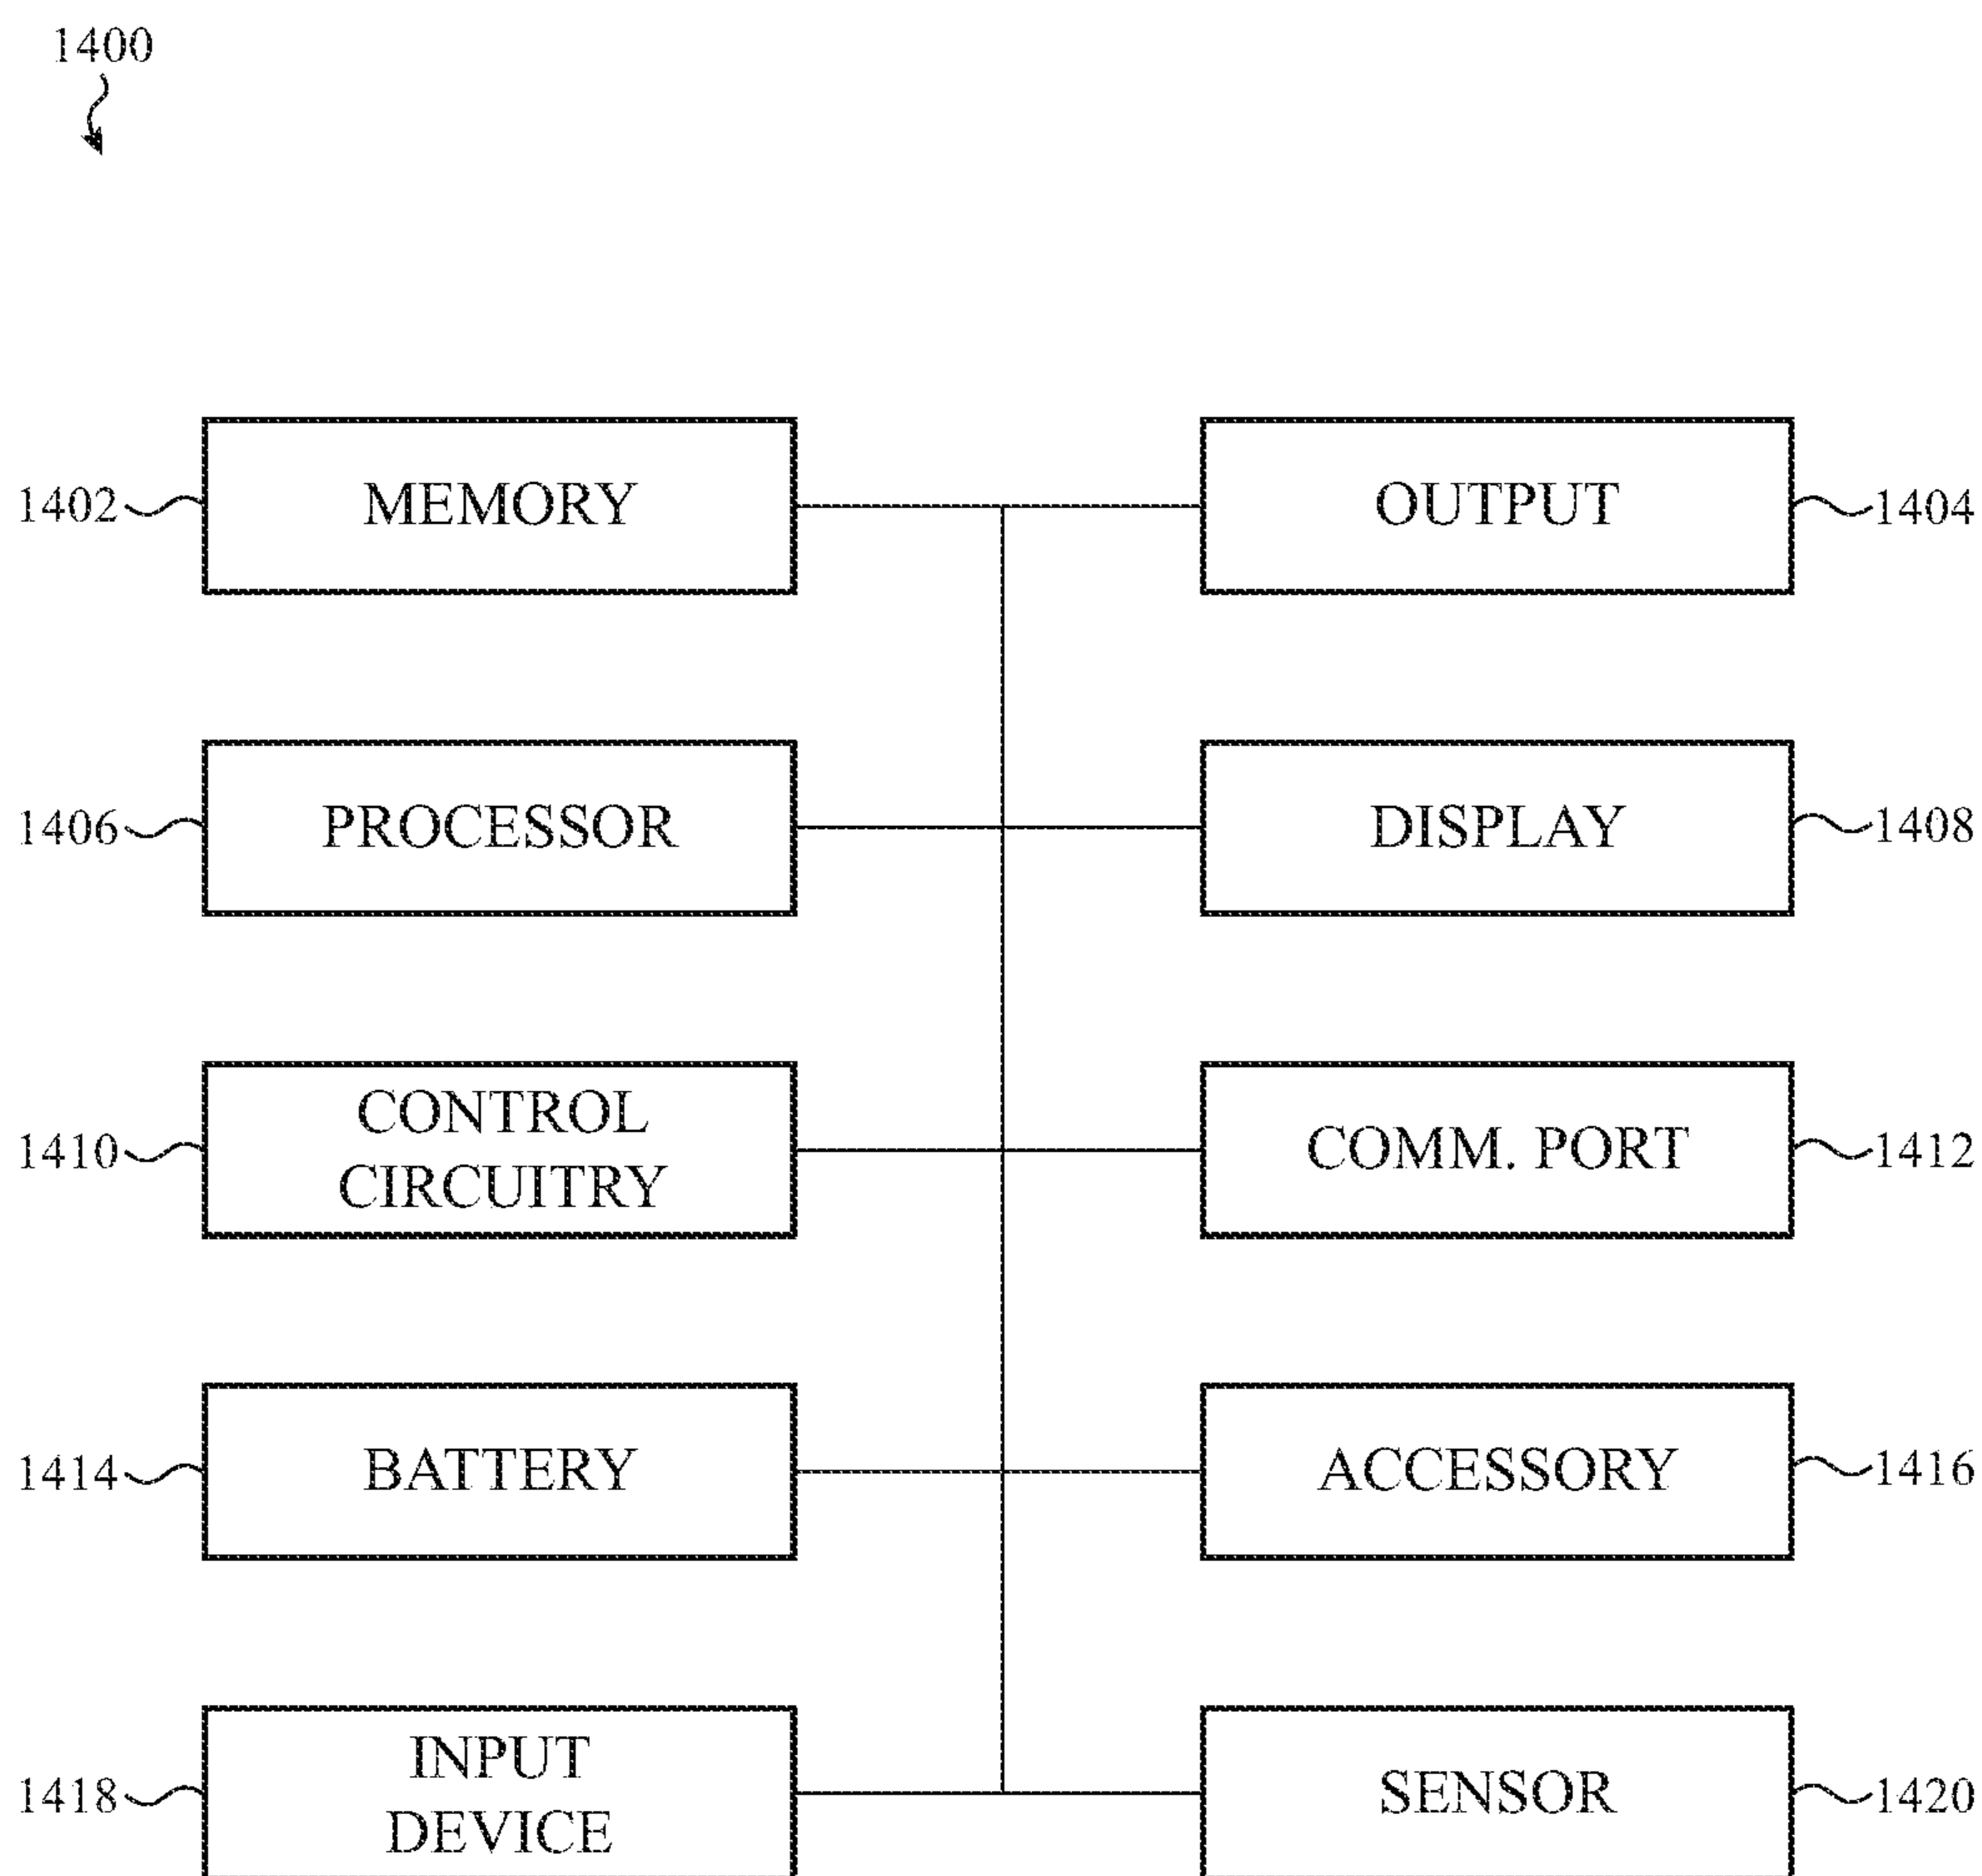 1400
1402 MEMORY OUTPUT 1404
1406 PROCESSOR DISPLAY 1408
1410 CONTROL CIRCUITRY COMM. PORT 1412
1414 BATTERY ACCESSORY 1416
1418 INPUT DEVICE SENSOR 1420